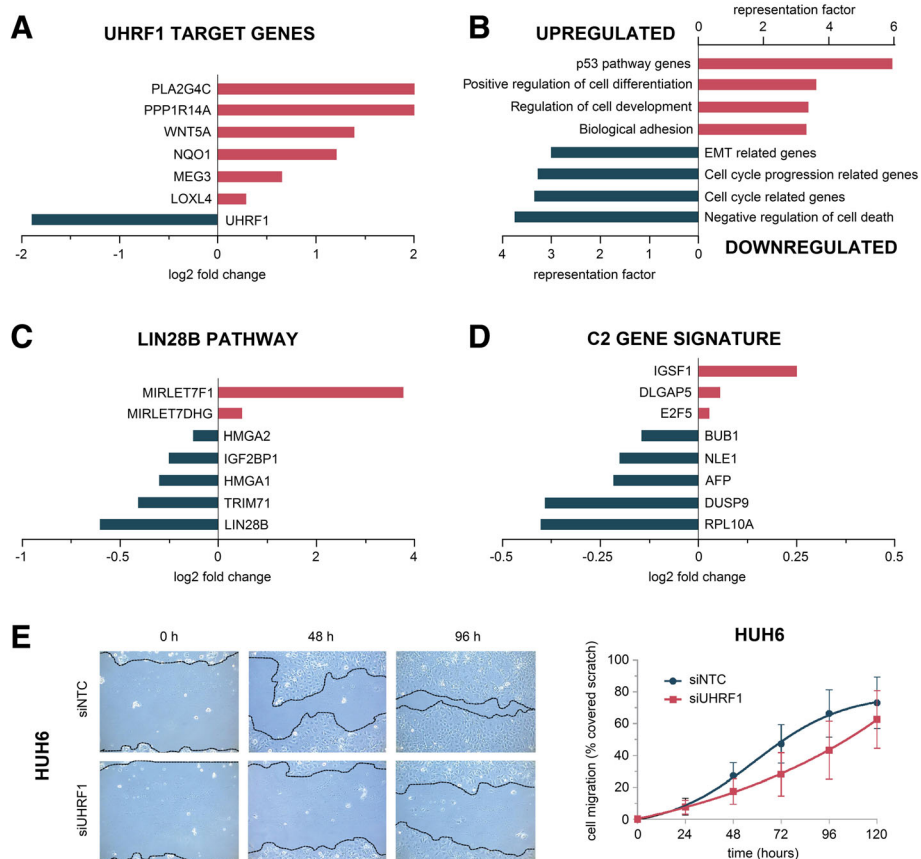 A
UHRF1 TARGET GENES
PLA2G4C
PPP1R14A
WNT5A
NQO1
MEG3
LOXL4
UHRF1
-2 -1 0 1 2
log2 fold change
B
representation factor
0 2 4 6
UPREGULATED
p53 pathway genes
Positive regulation of cell differentiation
Regulation of cell development
Biological adhesion
EMT related genes
Cell cycle progression related genes
Cell cycle related genes
Negative regulation of cell death
DOWNREGULATED
4 3 2 1 0
representation factor
C
LIN28B PATHWAY
MIRLET7F1
MIRLET7DHG
HMGA2
IGF2BP1
HMGA1
TRIM71
LIN28B
-1 -0.5 0 2 4
log2 fold change
D
C2 GENE SIGNATURE
IGSF1
DLGAP5
E2F5
BUB1
NLE1
AFP
DUSP9
RPL10A
-0.5 -0.25 0 0.25 0.5
log2 fold change
E
0 h 48 h 96 h
HUH6
siNTC
siUHRF1
HUH6
siNTC
siUHRF1
cell migration (% covered scratch)
100
80
60
40
20
0
0 24 48 72 96 120
time (hours)